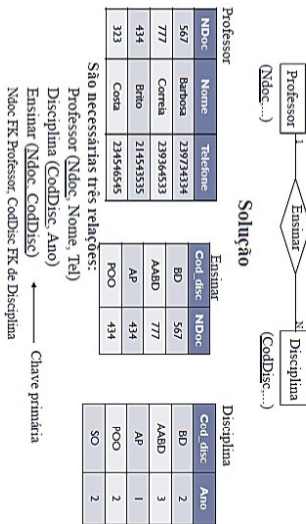 Professor 1 Ensinar N Disciplina
(Ndoc,...) (CodDisc,...)
Solução
Professor
NDoc Nome Telefone
567 Barbosa 239734334
777 Correia 239364533
434 Brito 214543535
323 Costa 234546545
Ensinar
Cod_disc NDoc
BD 567
AABD 777
AP 434
POO 434
Disciplina
Cod_disc Ano
BD 2
AABD 3
AP 1
POO 2
SO 2
São necessárias três relações:
Professor (Ndoc, Nome, Tel)
Disciplina (CodDisc, Ano)
Ensinar (Ndoc, CodDisc) Chave primária
Ndoc FK Professor, CodDisc FK de Disciplina